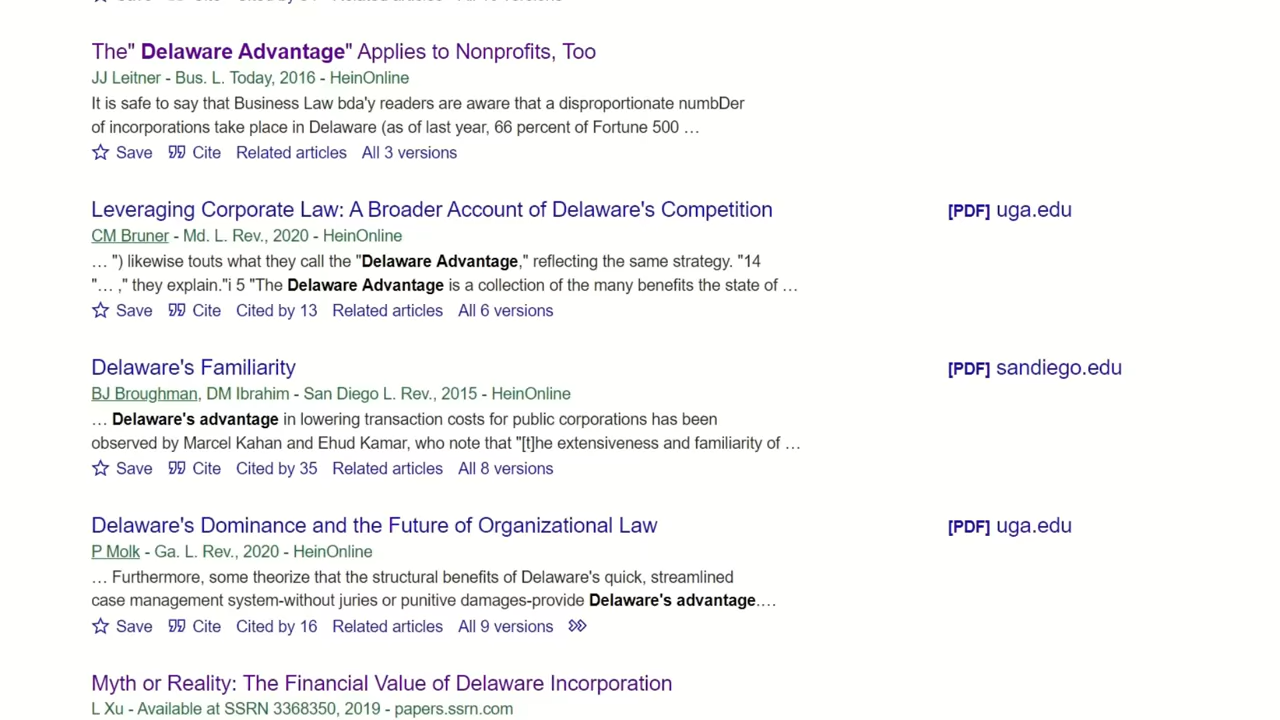 The" Delaware Advantage" Applies to Nonprofits, Too
JJ Leitner - Bus. L. Today, 2016 - HeinOnline
It is safe to say that Business Law bda'y readers are aware that a disproportionate numbDer
of incorporations take place in Delaware (as of last year, 66 percent of Fortune 500 …
Save Cite Related articles All 3 versions
Leveraging Corporate Law: A Broader Account of Delaware's Competition
[PDF] uga.edu
CM Bruner - Md. L. Rev., 2020 - HeinOnline
… ") likewise touts what they call the "Delaware Advantage," reflecting the same strategy. "14
"… ," they explain."i 5 "The Delaware Advantage is a collection of the many benefits the state of …
Save Cite Cited by 13 Related articles All 6 versions
Delaware's Familiarity
[PDF] sandiego.edu
BJ Broughman, DM Ibrahim - San Diego L. Rev., 2015 - HeinOnline
… Delaware's advantage in lowering transaction costs for public corporations has been
observed by Marcel Kahan and Ehud Kamar, who note that "[t]he extensiveness and familiarity of …
Save Cite Cited by 35 Related articles All 8 versions
Delaware's Dominance and the Future of Organizational Law
[PDF] uga.edu
P Molk - Ga. L. Rev., 2020 - HeinOnline
… Furthermore, some theorize that the structural benefits of Delaware's quick, streamlined
case management system-without juries or punitive damages-provide Delaware's advantage.…
Save Cite Cited by 16 Related articles All 9 versions
Myth or Reality: The Financial Value of Delaware Incorporation
L Xu - Available at SSRN 3368350, 2019 - papers.ssrn.com